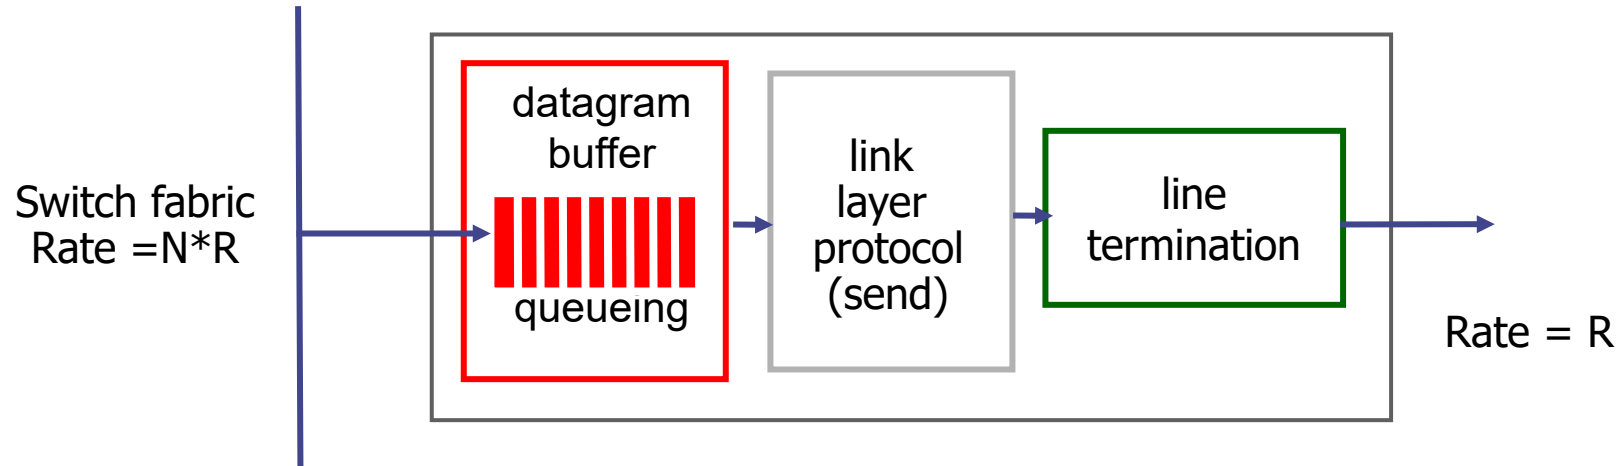 Switch fabric
Rate =N*R
datagram
buffer
queueing
link
layer
protocol
(send)
line
termination
Rate = R